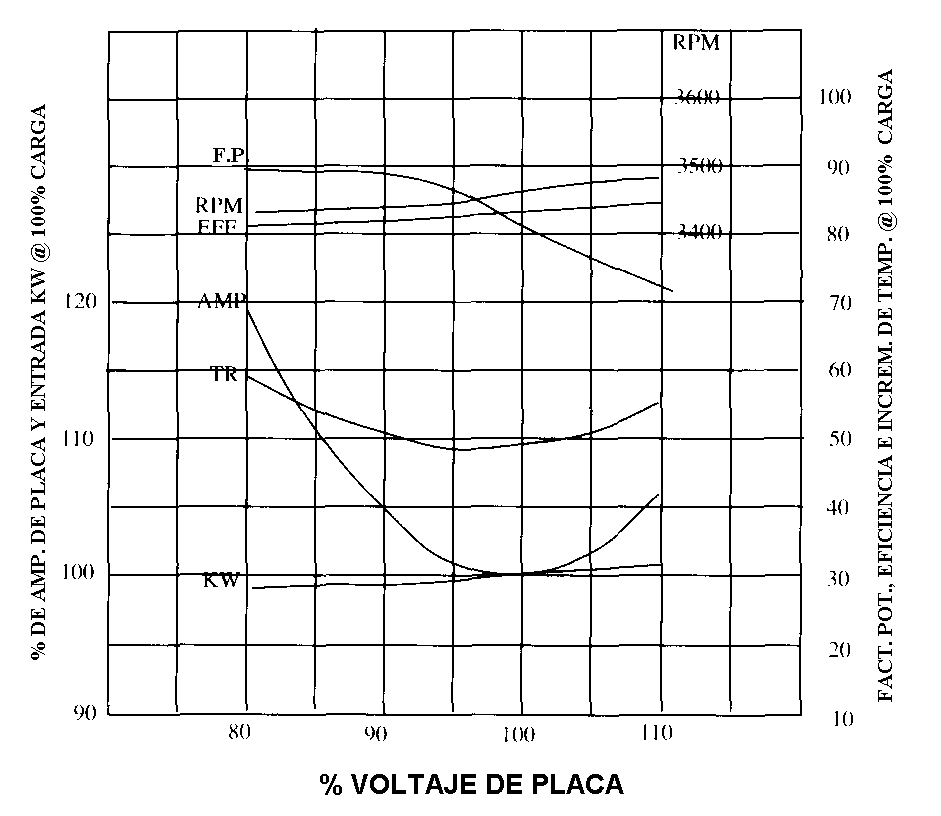 RPM
3600
100
F.P
3500
90
RPM
EFF
3400
80
120
AMP
70
TR
60
110
50
40
100
KW
30
20
90
10
80
90
100
110
% DE AMP. DE PLACA Y ENTRADA KW @ 100% CARGA
FACT. POT., EFICIENCIA E INCREM. DE TEMP. @ 100% CARGA
% VOLTAJE DE PLACA